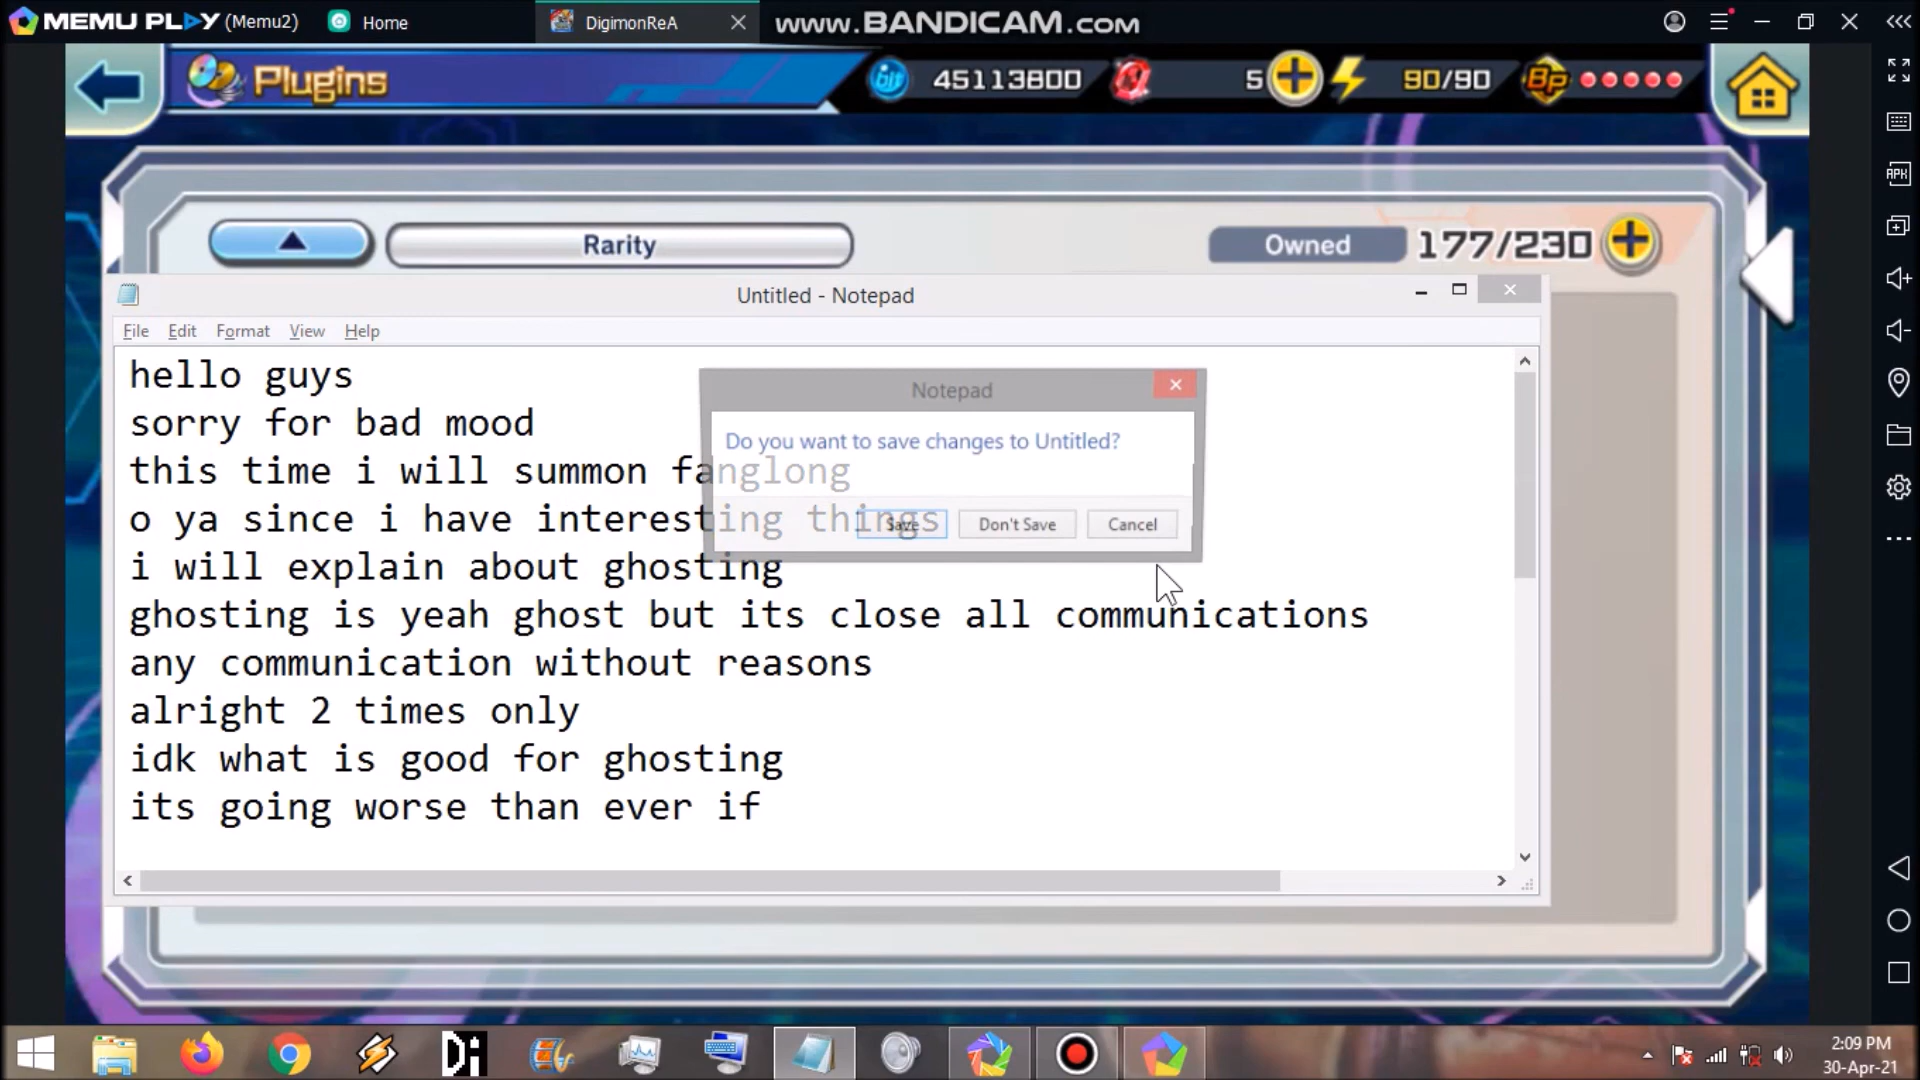 MEMU PLAY (Memu2)
Home
DigimonReA
www.BANDICAM.com
Plugins
bit
45113800
5
90/90
BP
APK
Rarity
Owned
177/230
Untitled - Notepad
File Edit Format View Help
hello guys
sorry for bad mood
this time i will summon fanglong
o ya since i have interesting things
i will explain about ghosting
ghosting is yeah ghost but its close all communications
any communication without reasons
alright 2 times only
idk what is good for ghosting
its going worse than ever if
Notepad
Do you want to save changes to Untitled?
Save Don't Save Cancel
Di
2:09 PM
30-Apr-21